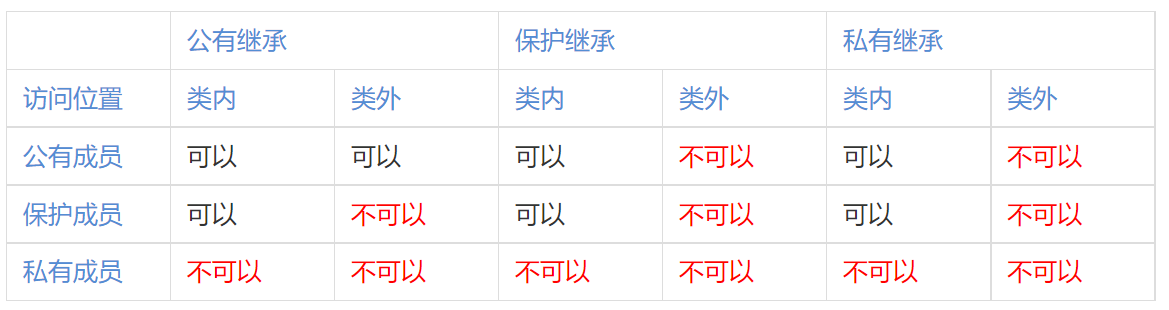 公有继承 保护继承 私有继承
访问位置 类内 类外 类内 类外 类内 类外
公有成员 可以 可以 可以 不可以 可以 不可以
保护成员 可以 不可以 可以 不可以 可以 不可以
私有成员 不可以 不可以 不可以 不可以 不可以 不可以